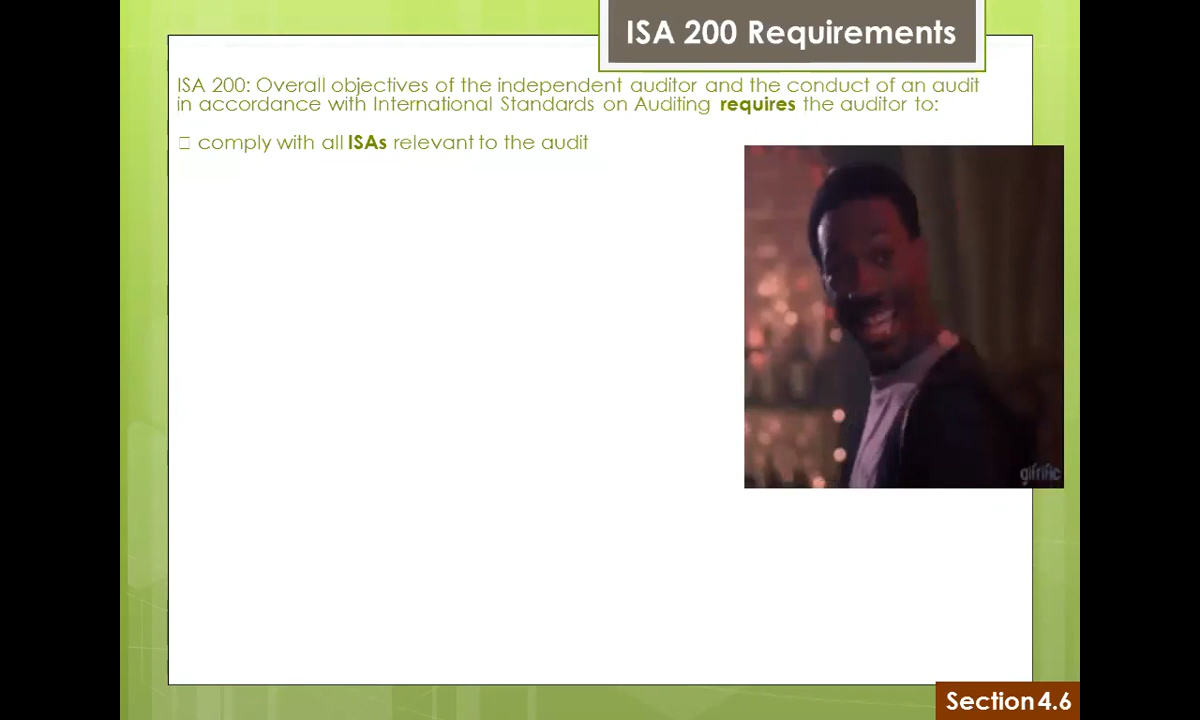 ISA 200 Requirements
ISA 200: Overall objectives of the independent auditor and the conduct of an audit
in accordance with International Standards on Auditing requires the auditor to:
comply with all ISAs relevant to the audit
gifrific
Section 4.6